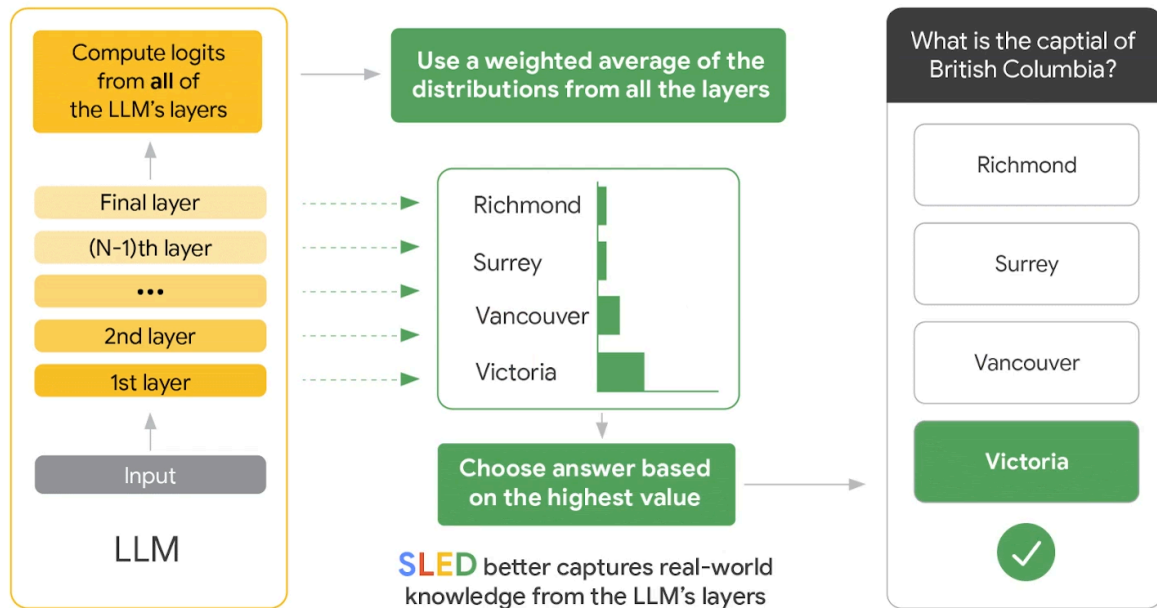 Compute logits
from all of
the LLM's layers
Final layer
(N-1)th layer
•••
2nd layer
1st layer
Input
LLM
Use a weighted average of the
distributions from all the layers
Richmond
Surrey
Vancouver
Victoria
Choose answer based
on the highest value
SLED better captures real-world
knowledge from the LLM's layers
What is the captial of
British Columbia?
Richmond
Surrey
Vancouver
Victoria